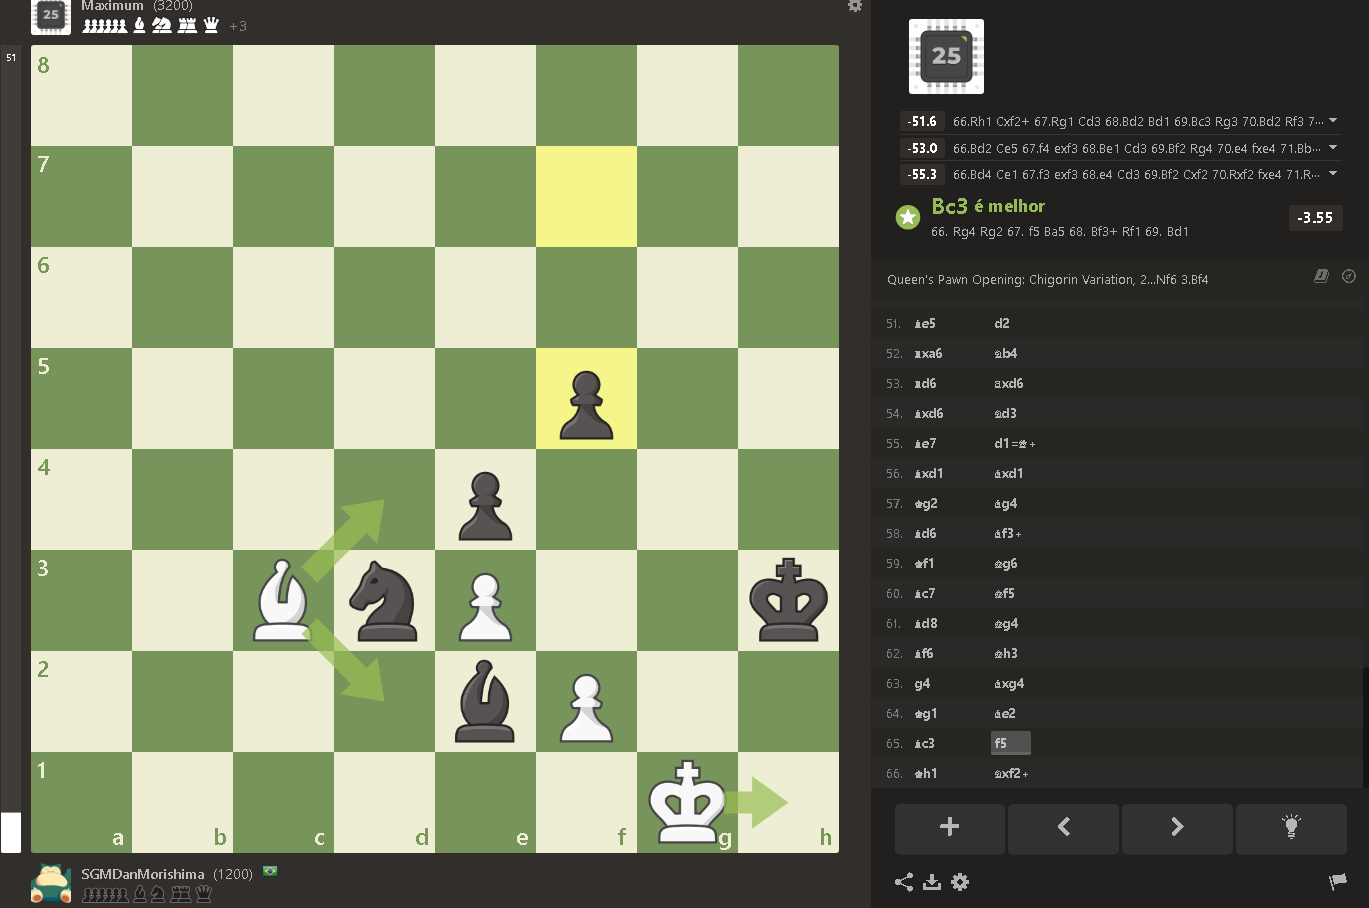 25
Maximum (3200)
+3
51
8
7
6
5
4
3
2
1
a b c d e f g h
SGMDanMorishima (1200)
25
-51.6 66.Rh1 Cxf2+ 67.Rg1 Cd3 68.Bd2 Bd1 69.Bc3 Rg3 70.Bd2 Rf3 7...
-53.0 66.Bd2 Ce5 67.f4 exf3 68.Be1 Cd3 69.Bf2 Rg4 70.e4 fxe4 71.Bb...
-55.3 66.Bd4 Ce1 67.f3 exf3 68.e4 Cd3 69.Bf2 Cxf2 70.Rxf2 fxe4 71.R...
Bc3 é melhor
-3.55
66. Rg4 Rg2 67. f5 Ba5 68. Bf3+ Rf1 69. Bd1
Queen's Pawn Opening: Chigorin Variation, 2...Nf6 3.Bf4
51. ♝e5 d2
52. ♜xa6 ♞b4
53. ♜d6 ♜xd6
54. ♝xd6 ♞d3
55. ♝e7 d1=♛+
56. ♝xd1 ♝xd1
57. ♚g2 ♝g4
58. ♝d6 ♝f3+
59. ♚f1 ♚g6
60. ♝c7 ♚f5
61. ♝d8 ♚g4
62. ♝f6 ♚h3
63. g4 ♝xg4
64. ♚g1 ♝e2
65. ♝c3 f5
66. ♚h1 ♞xf2+